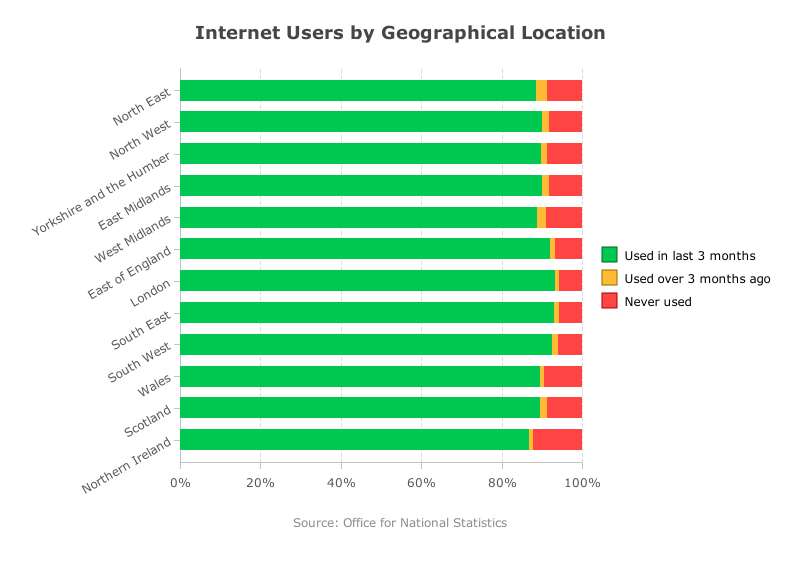 Internet Users by Geographical Location
North East
North West
Yorkshire and the Humber
East Midlands
West Midlands
East of England
London
South East
South West
Wales
Scotland
Northern Ireland
0% 20% 40% 60% 80% 100%
Used in last 3 months
Used over 3 months ago
Never used
Source: Office for National Statistics